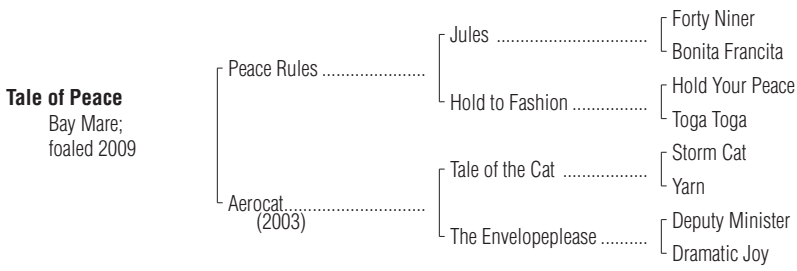 Forty Niner
Jules ................................
Bonita Francita
Peace Rules ......................
Hold Your Peace
Tale of Peace
Hold to Fashion ................
Bay Mare;
Toga Toga
foaled 2009
Storm Cat
Tale of the Cat ..................
Yarn
Aerocat..............................
(2003)
Deputy Minister
The Envelopeplease ..........
Dramatic Joy